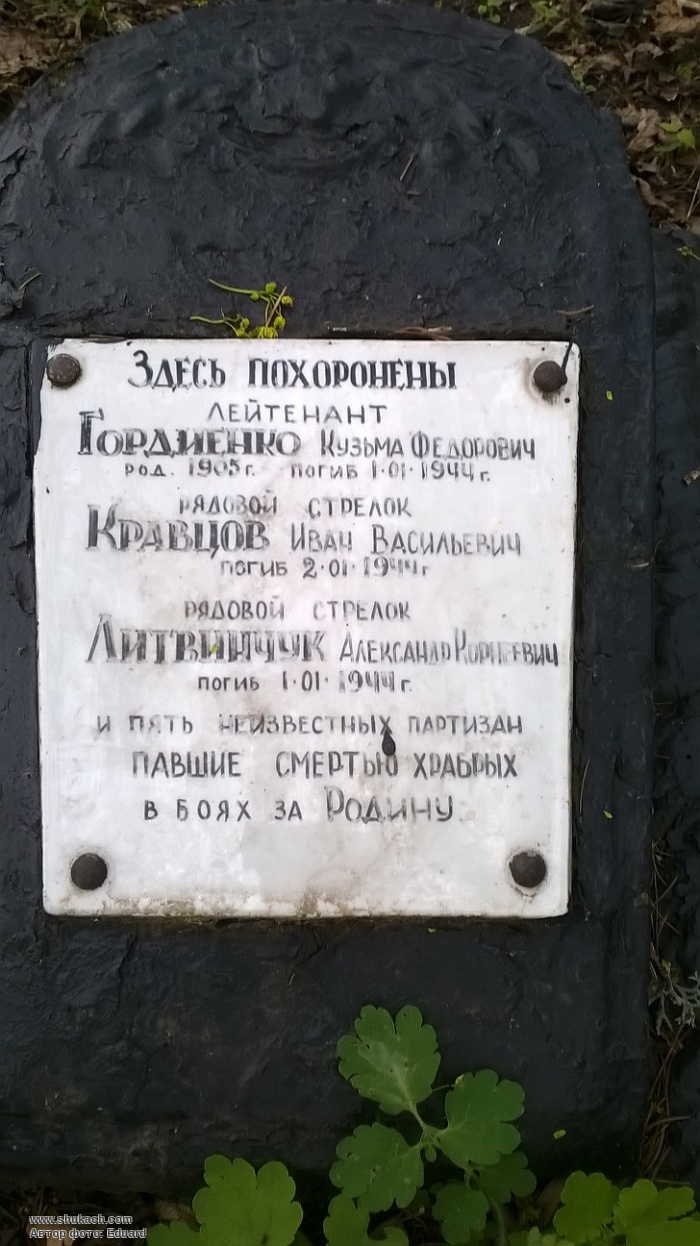 Здесь похоронены
лейтенант
Гордиенко Кузьма Федорович
род. 1905 г. погиб 1·01·1944 г.
рядовой стрелок
Кравцов Иван Васильевич
погиб 2·01·1944 г
рядовой стрелок
Литвинчук Александр Корнеевич
погиб 1·01·1944 г.
и пять неизвестных партизан
павшие смертью храбрых
в боях за Родину
www.shukach.com
Автор фото: Eduard